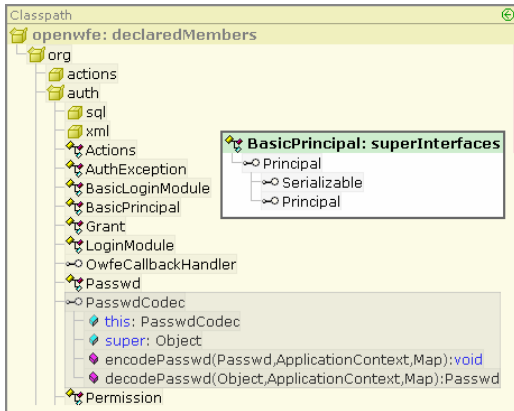 Classpath
openwfe: declaredMembers
org
actions
auth
sql
xml
Actions
AuthException
BasicLoginModule
BasicPrincipal
Grant
LoginModule
OwfeCallbackHandler
Passwd
PasswdCodec
this: PasswdCodec
super: Object
encodePasswd(Passwd,ApplicationContext,Map):void
decodePasswd(Object,ApplicationContext,Map):Passwd
Permission
BasicPrincipal: superInterfaces
Principal
Serializable
Principal